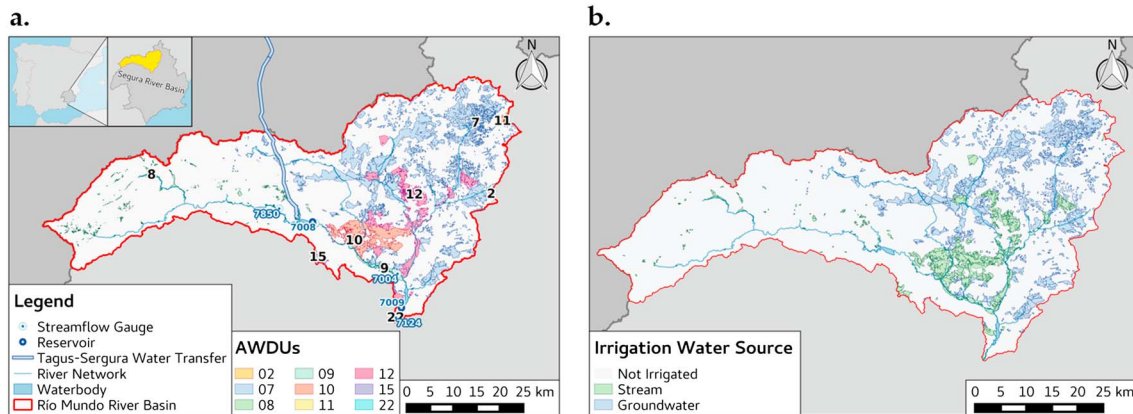 a.
N
Segura River Basin
7
11
8
12
2
7850
7008
10
15
9
7004
7009
22
7124
Legend
Streamflow Gauge
Reservoir
Tagus-Sergura Water Transfer
River Network
Waterbody
Río Mundo River Basin
AWDUs
02 09 12
07 10 15
08 11 22
0 5 10 15 20 25 km
b.
N
Irrigation Water Source
Not Irrigated
Stream
Groundwater
0 5 10 15 20 25 km